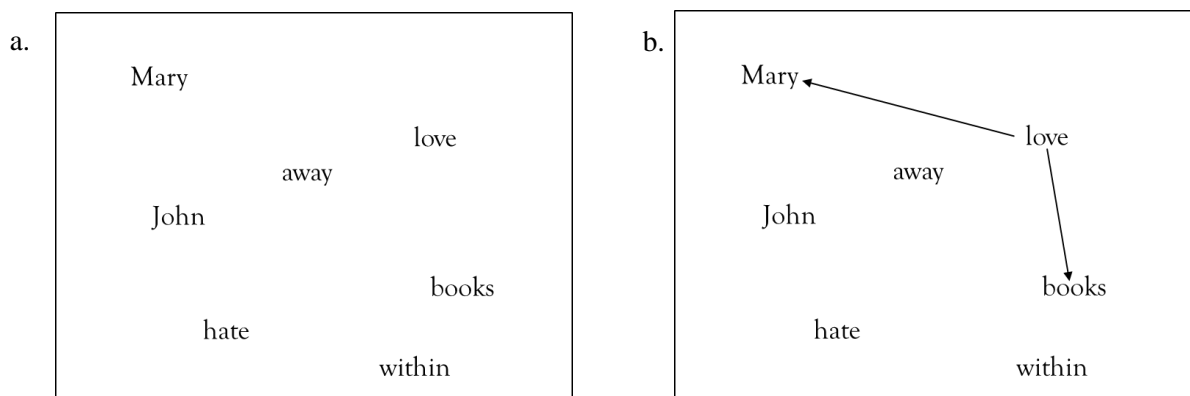 a.
Mary
love
away
John
books
hate
within
b.
Mary
love
away
John
books
hate
within